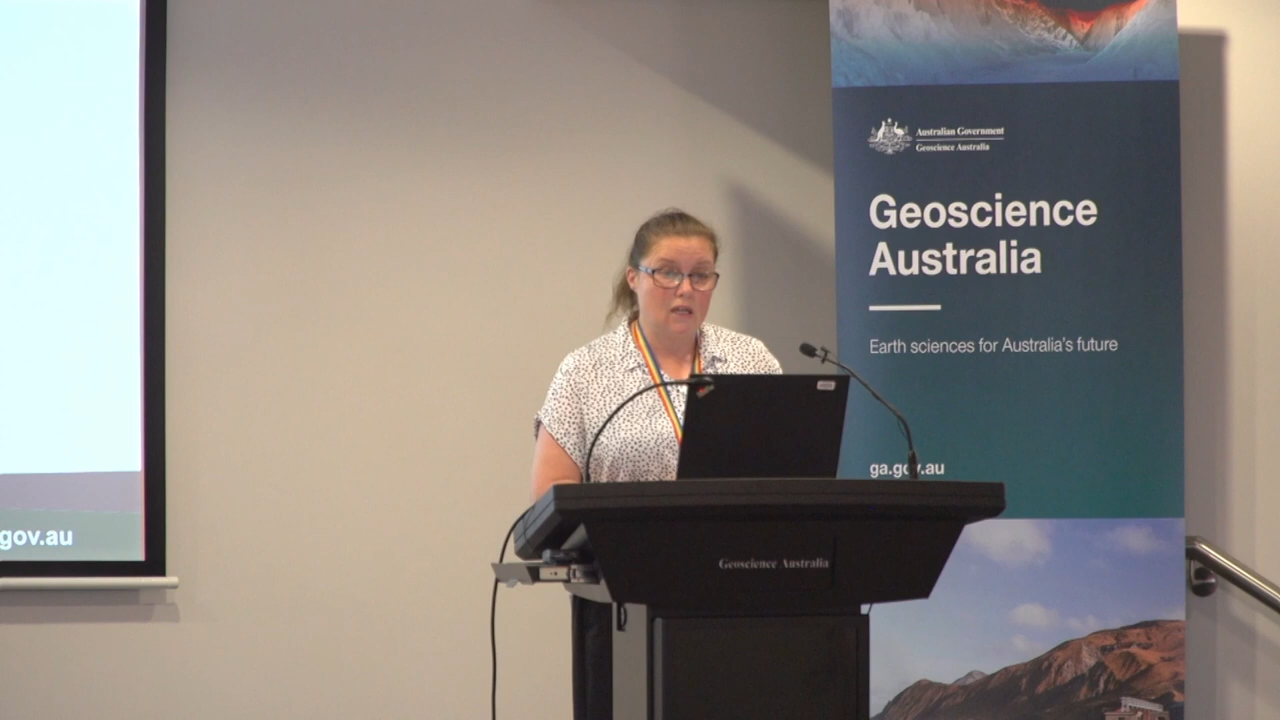 Australian Government
Geoscience Australia
Geoscience
Australia
Earth sciences for Australia's future
ga.gov.au
gov.au
Geoscience Australia